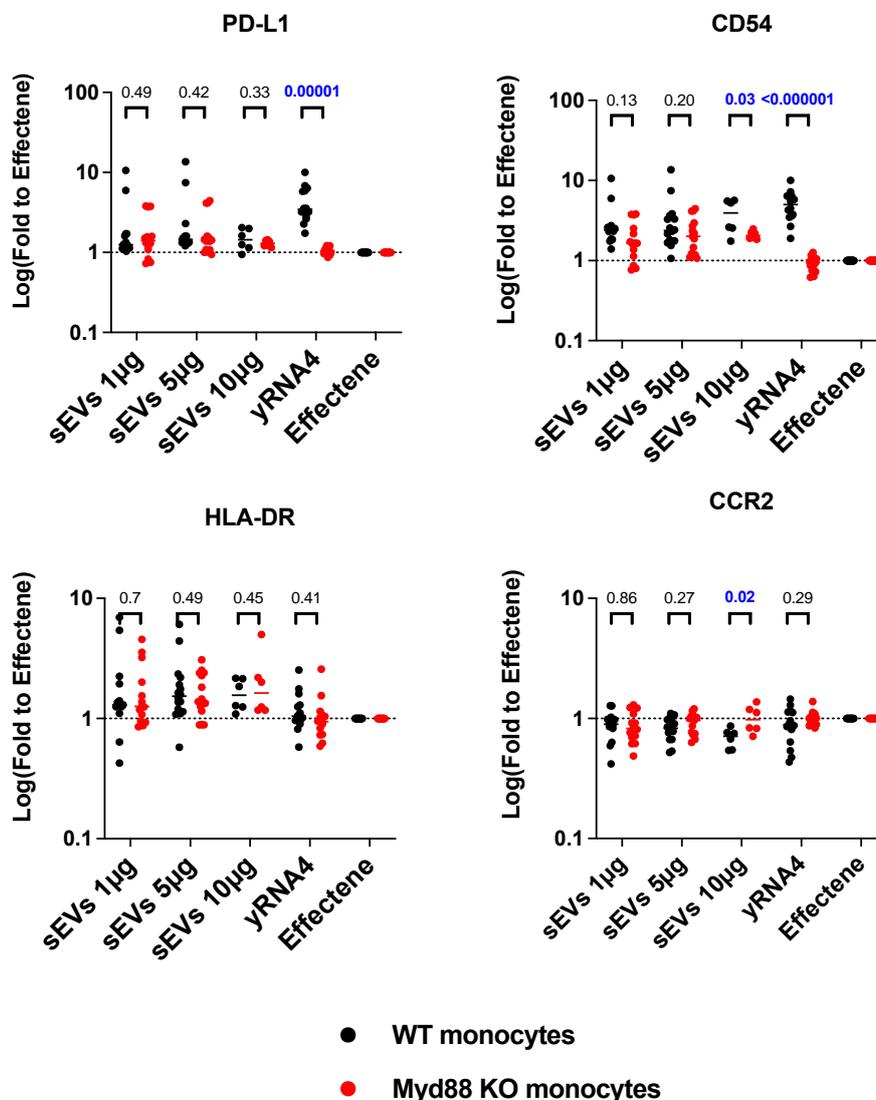 PD-L1
Log(Fold to Effectene)
100
10
1
0.1
0.49 0.42 0.33 0.00001
sEVs 1µg
sEVs 5µg
sEVs 10µg
yRNA4
Effectene
CD54
Log(Fold to Effectene)
100
10
1
0.1
0.13 0.20 0.03 <0.000001
sEVs 1µg
sEVs 5µg
sEVs 10µg
yRNA4
Effectene
HLA-DR
Log(Fold to Effectene)
10
1
0.1
0.7 0.49 0.45 0.41
sEVs 1µg
sEVs 5µg
sEVs 10µg
yRNA4
Effectene
CCR2
Log(Fold to Effectene)
10
1
0.1
0.86 0.27 0.02 0.29
sEVs 1µg
sEVs 5µg
sEVs 10µg
yRNA4
Effectene
WT monocytes
Myd88 KO monocytes